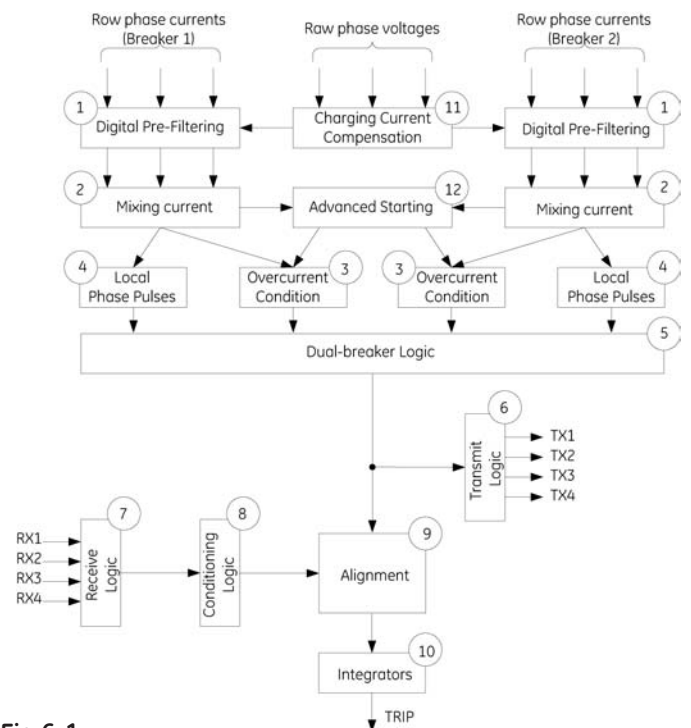 Row phase currents
(Breaker 1)
Raw phase voltages
Row phase currents
(Breaker 2)
1
Digital Pre-Filtering
11
Charging Current
Compensation
1
Digital Pre-Filtering
2
Mixing current
12
Advanced Starting
2
Mixing current
4
Local
Phase Pulses
3
Overcurrent
Condition
3
Overcurrent
Condition
4
Local
Phase Pulses
5
Dual-breaker Logic
6
Transmit
Logic
TX1
TX2
TX3
TX4
7
RX1
RX2
RX3
RX4
Receive
Logic
8
Conditioning
Logic
9
Alignment
10
Integrators
TRIP